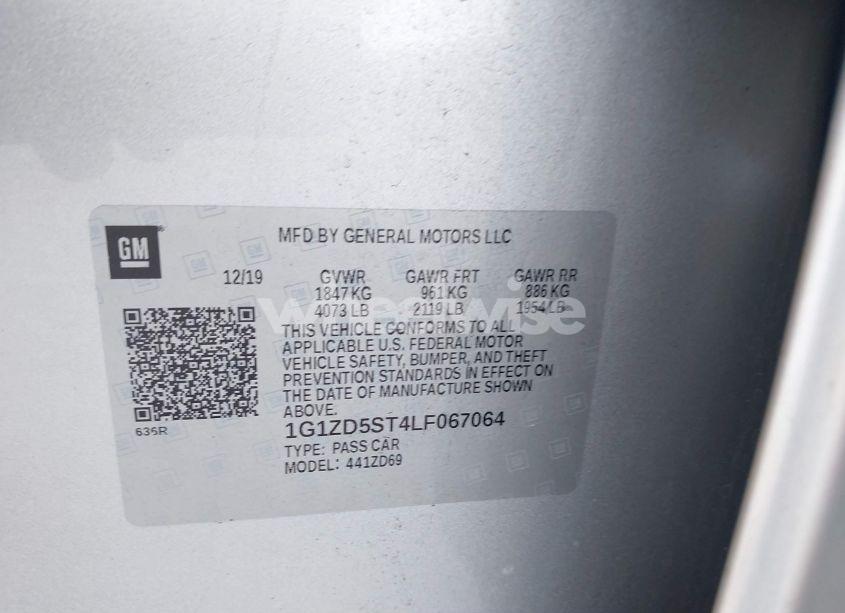 GM
MFD BY GENERAL MOTORS LLC
12/19 GVWR GAWR FRT GAWR RR
1847 KG 961 KG 886 KG
4073 LB 2119 LB 1954 LB
THIS VEHICLE CONFORMS TO ALL
APPLICABLE U.S. FEDERAL MOTOR
VEHICLE SAFETY, BUMPER, AND THEFT
PREVENTION STANDARDS IN EFFECT ON
THE DATE OF MANUFACTURE SHOWN
ABOVE.
636R
1G1ZD5ST4LF067064
TYPE: PASS CAR
MODEL: 441ZD69